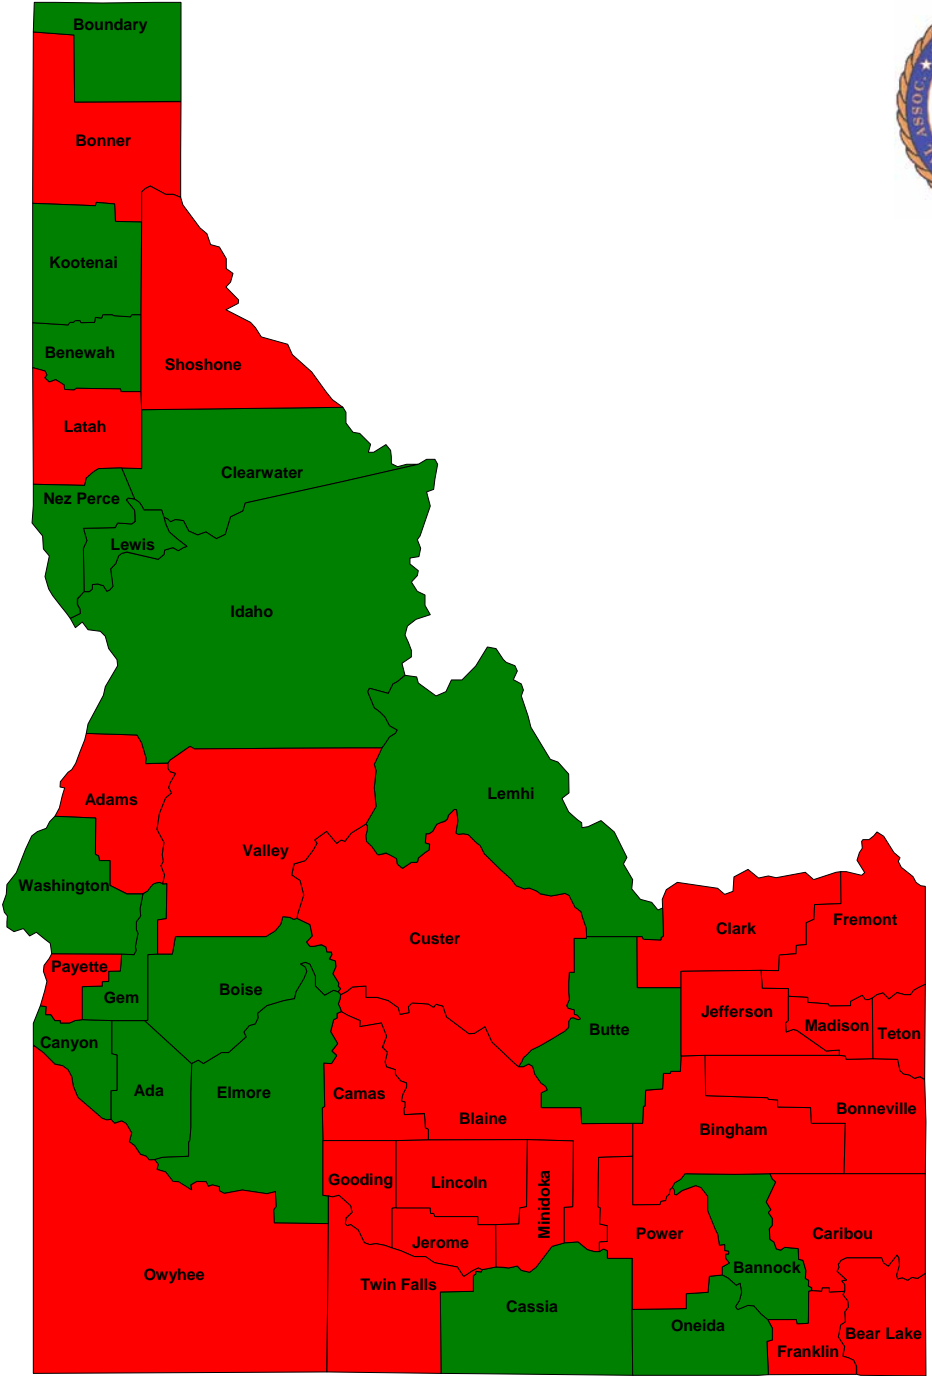 Boundary
Bonner
ASSOC.
Kootenai
Benewah
Shoshone
Latah
Clearwater
Nez Perce
Lewis
Idaho
Lemhi
Adams
Valley
Washington
Fremont
Clark
Custer
Payette
Boise
Gem
Jefferson
Madison
Butte
Teton
Canyon
Ada
Elmore
Camas
Bonneville
Blaine
Bingham
Gooding
Lincoln
Minidoka
Power
Caribou
Jerome
Bannock
Owyhee
Twin Falls
Cassia
Oneida
Bear Lake
Franklin